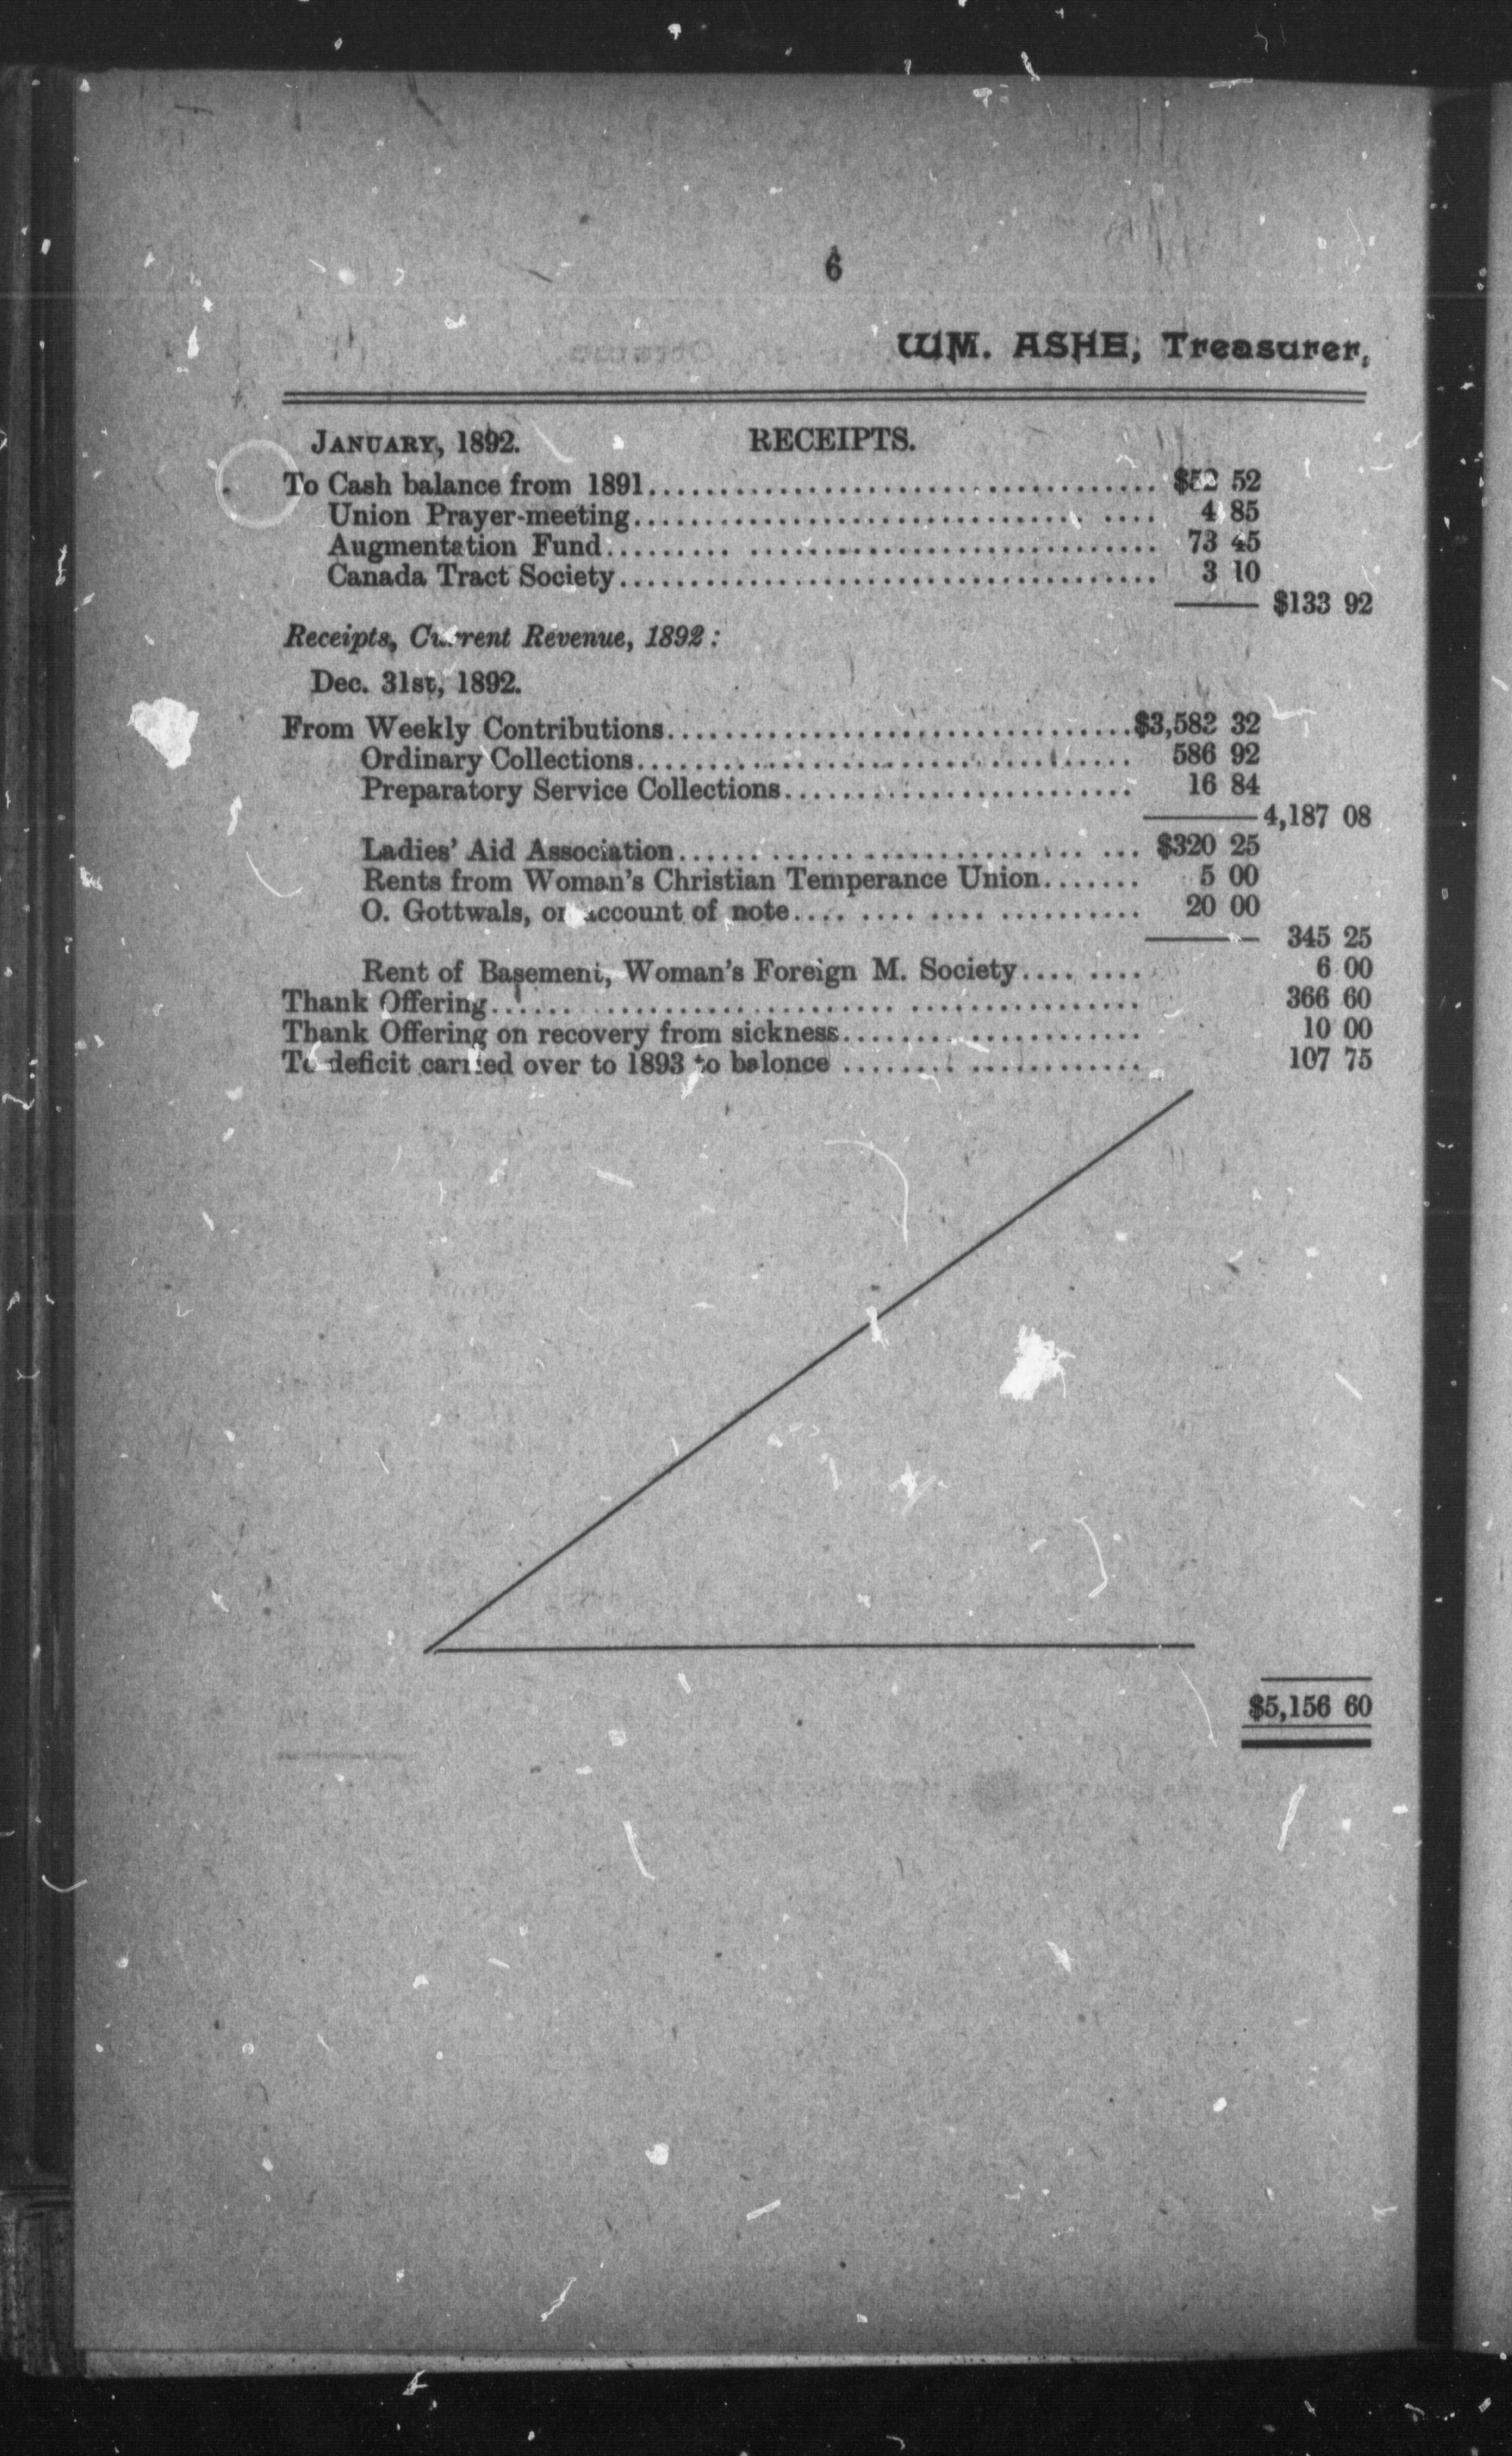 6
WM. ASHE, Treasurer,
JANUARY, 1892. RECEIPTS.
To Cash balance from 1891........................................ $52 52
Union Prayer-meeting........................................ 4 85
Augmentation Fund........................................ 73 45
Canada Tract Society........................................ 3 10
$133 92
Receipts, Current Revenue, 1892:
Dec. 31st, 1892.
From Weekly Contributions................................$3,583 32
Ordinary Collections................................ 586 92
Preparatory Service Collections........................ 16 84
4,187 08
Ladies' Aid Association................................ $320 25
Rents from Woman's Christian Temperance Union....... 5 00
O. Gottwals, on account of note.... .... .... .......... 20 00
345 25
Rent of Basement, Woman's Foreign M. Society.... .... 6 00
Thank Offering........................................ 366 60
Thank Offering on recovery from sickness..................... 10 00
To deficit carried over to 1893 to balonce ........ ............ 107 75
$5,156 60